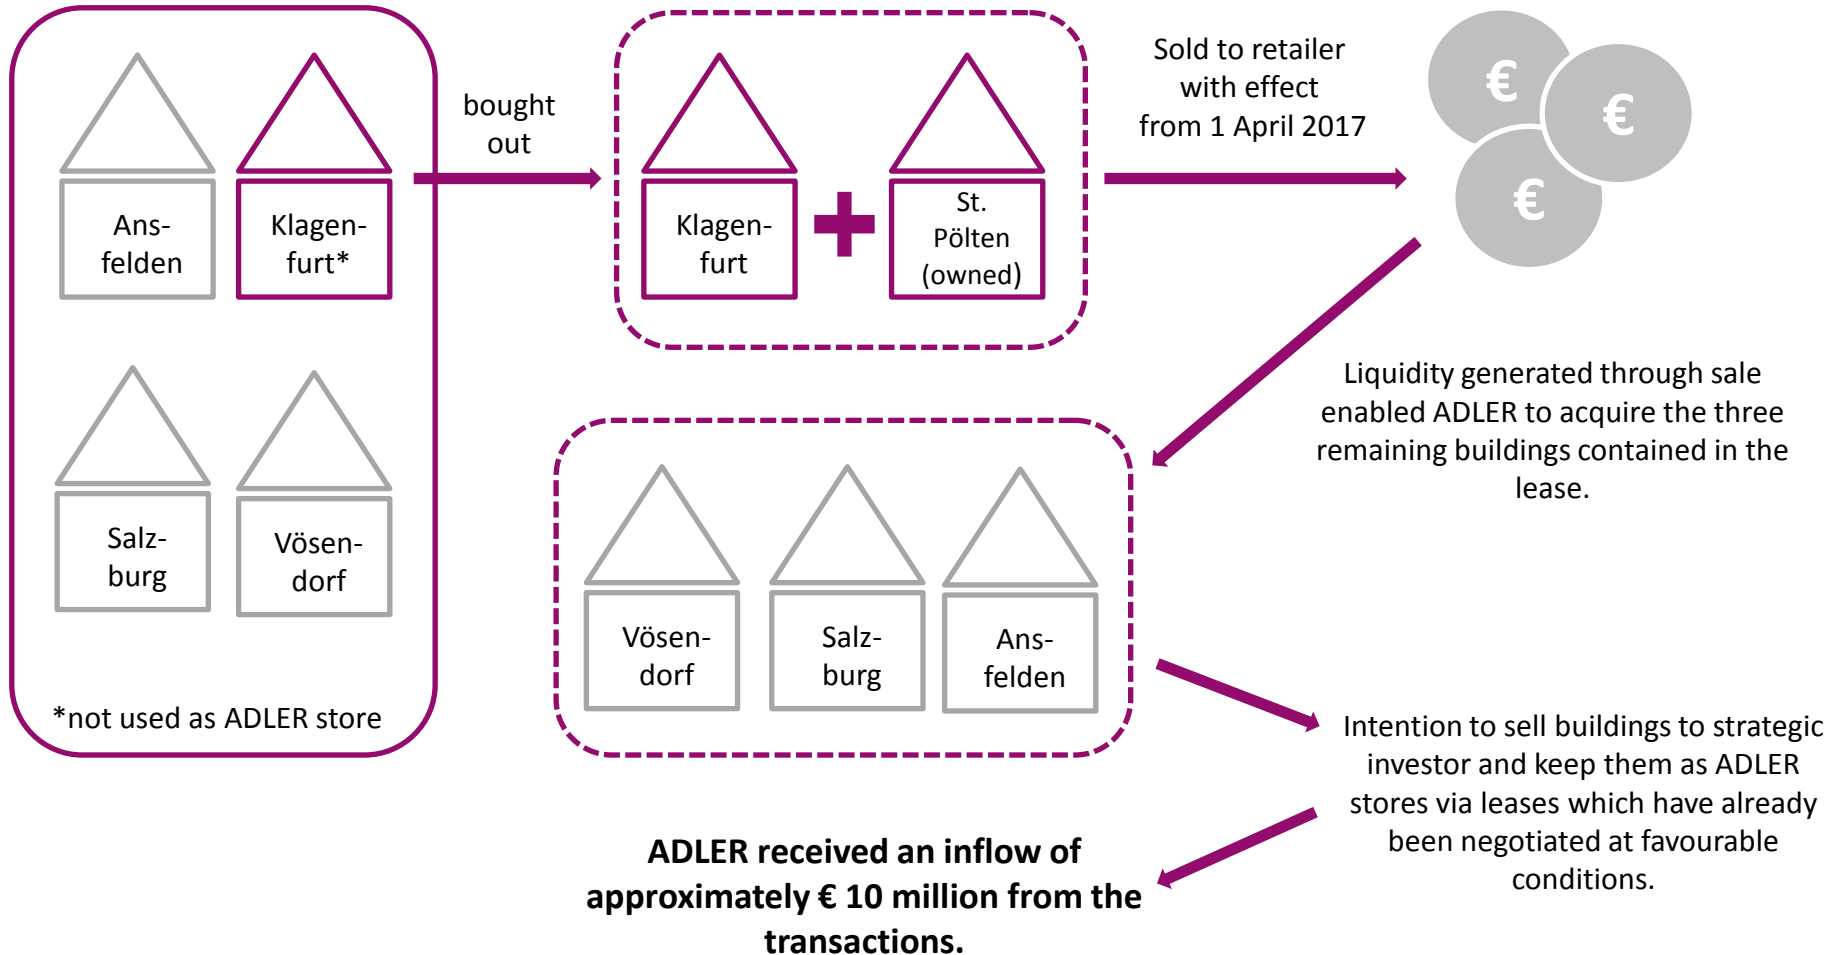 Ans-
felden
Klagen-
furt*
Salz-
burg
Vösen-
dorf
*not used as ADLER store
bought
out
Klagen-
furt
St.
Pölten
(owned)
Sold to retailer
with effect
from 1 April 2017
€
€
€
Liquidity generated through sale
enabled ADLER to acquire the three
remaining buildings contained in the
lease.
Vösen-
dorf
Salz-
burg
Ans-
felden
Intention to sell buildings to strategic
investor and keep them as ADLER
stores via leases which have already
been negotiated at favourable
conditions.
ADLER received an inflow of
approximately € 10 million from the
transactions.